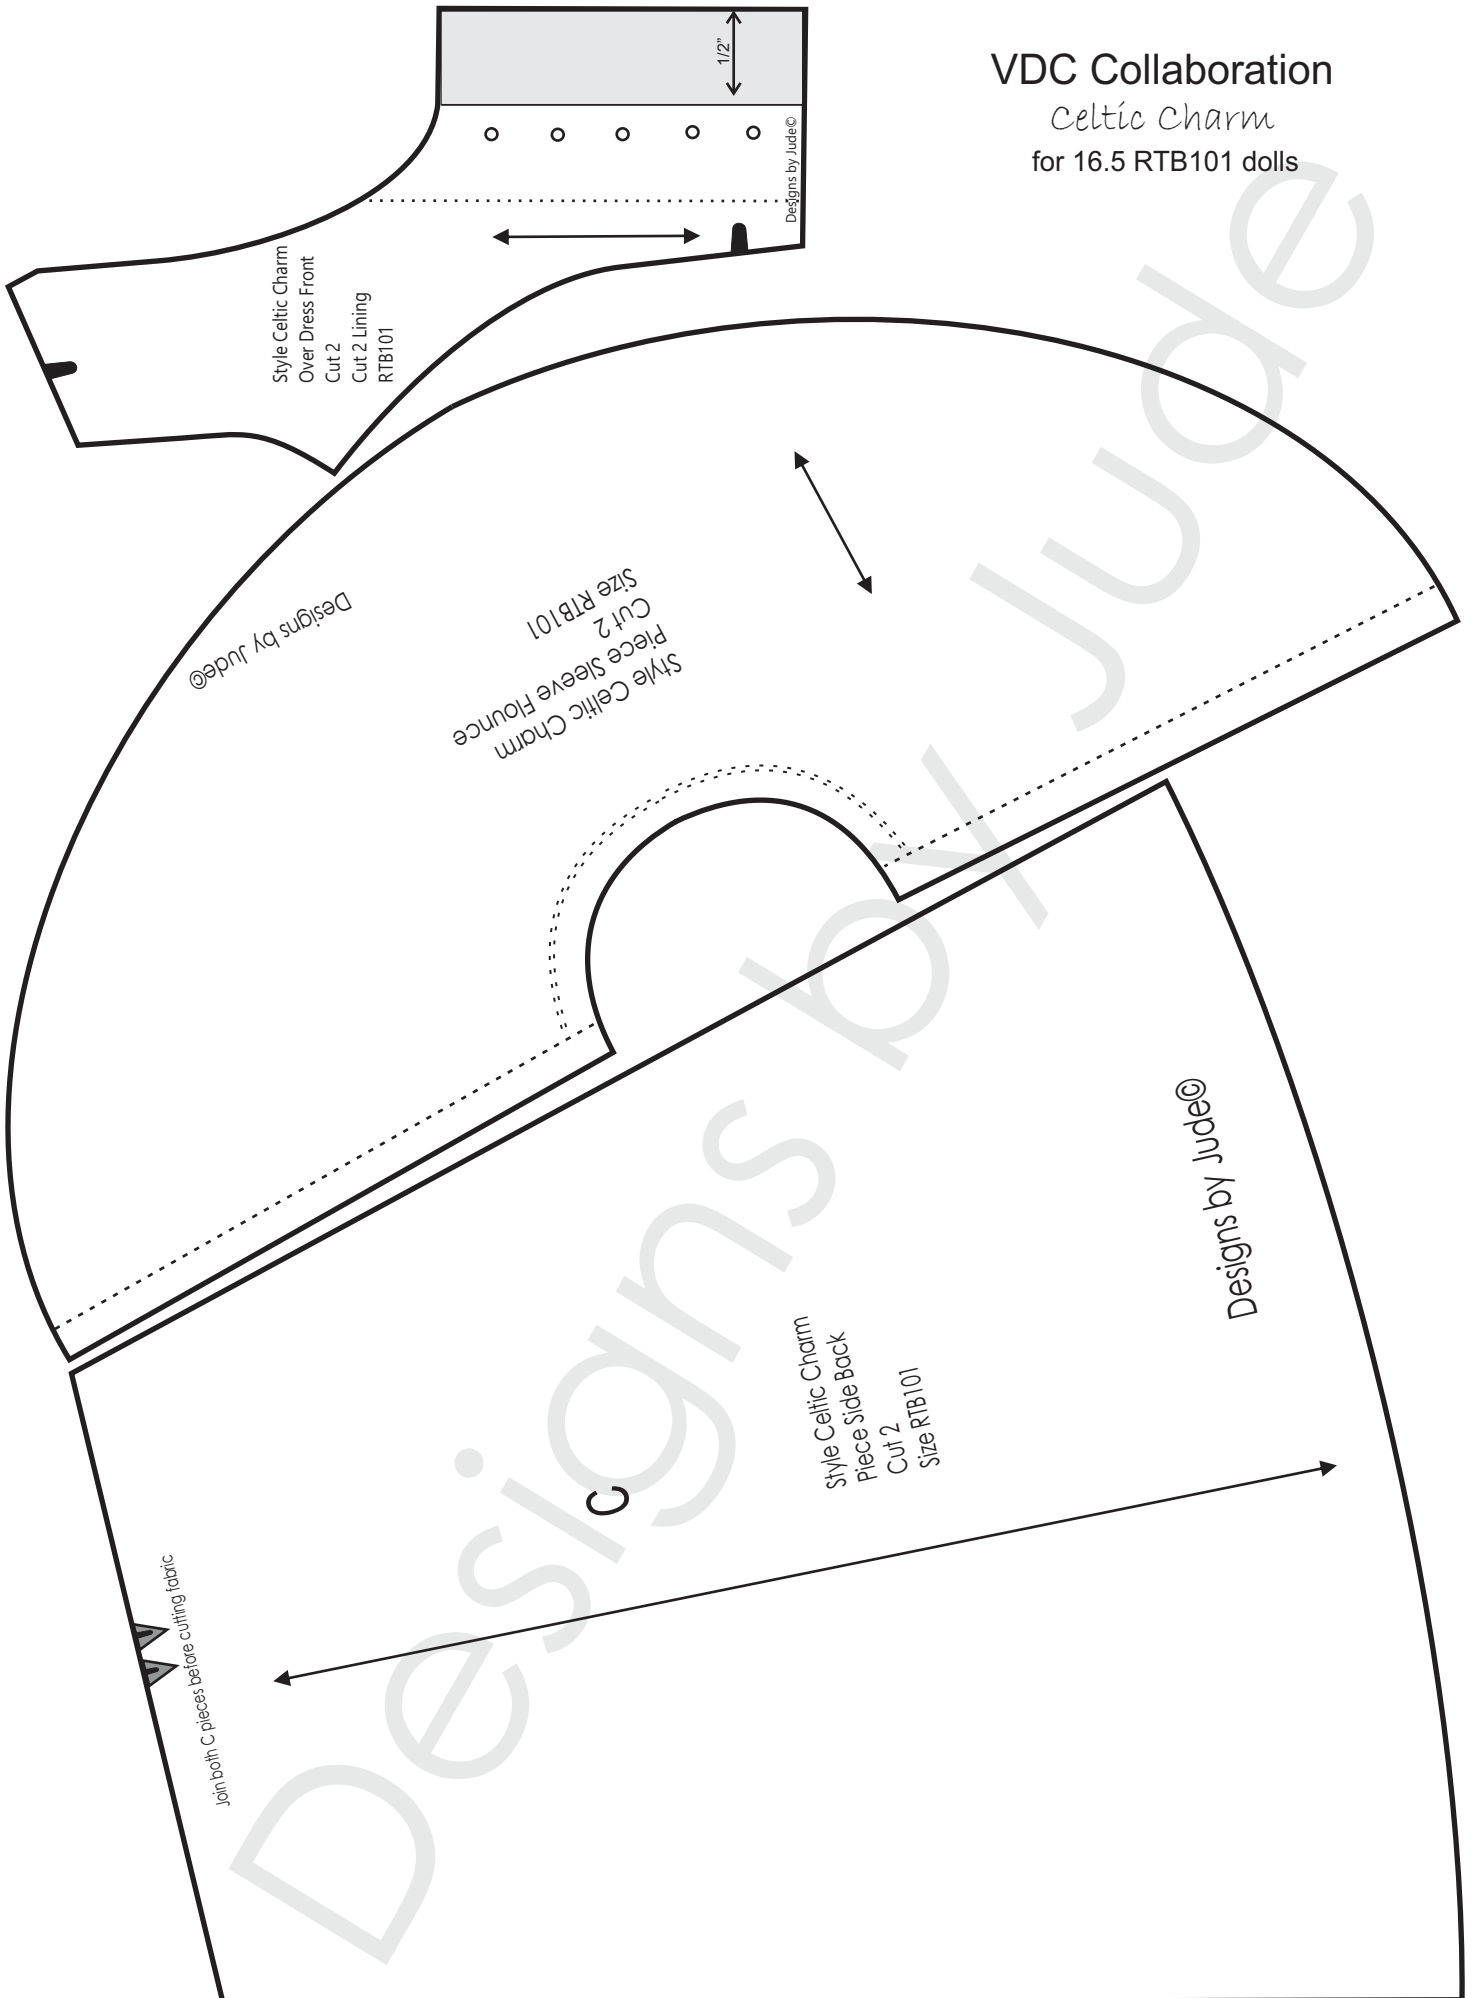 VDC Collaboration
Celtic Charm
for 16.5 RTB101 dolls
1/2"
Designs by Jude©
Style Celtic Charm
Over Dress Front
Cut 2
Cut 2 Lining
RTB101
Designs by Jude©
Style Celtic Charm
Piece Sleeve Flounce
Cut 2
Size RTB101
Designs by Jude©
Style Celtic Charm
Piece Side Back
Cut 2
Size RTB101
C
Join both C pieces before cutting fabric
Designs by Jude